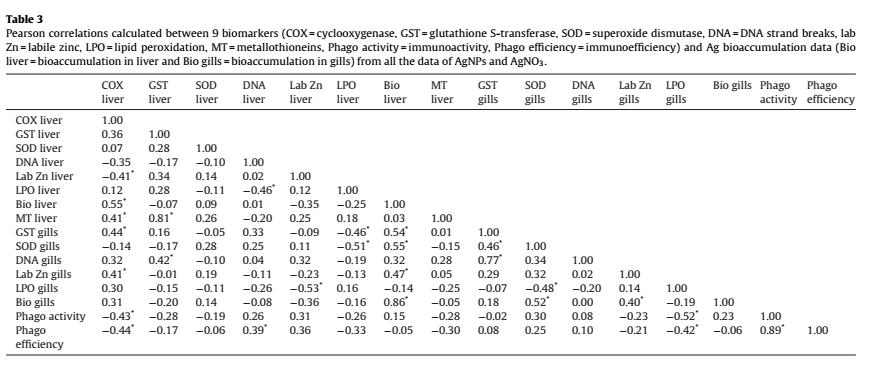 Table 3
Pearson correlations calculated between 9 biomarkers (COX = cyclooxygenase, GST = glutathione S-transferase, SOD = superoxide dismutase, DNA = DNA strand breaks, lab
Zn = labile zinc, LPO = lipid peroxidation, MT = metallothioneins, Phago activity = immunoactivity, Phago efficiency = immunoefficiency) and Ag bioaccumulation data (Bio
liver = bioaccumulation in liver and Bio gills = bioaccumulation in gills) from all the data of AgNPs and AgNO₃.
COX GST SOD DNA Lab Zn LPO Bio MT GST SOD DNA Lab Zn LPO Bio gills Phago Phago
liver liver liver liver liver liver liver liver gills gills gills gills gills activity efficiency
COX liver 1.00
GST liver 0.36 1.00
SOD liver 0.07 0.28 1.00
DNA liver −0.35 −0.17 −0.10 1.00
Lab Zn liver −0.41* 0.34 0.14 0.02 1.00
LPO liver 0.12 0.28 −0.11 −0.46* 0.12 1.00
Bio liver 0.55* −0.07 0.09 0.01 −0.35 −0.25 1.00
MT liver 0.41* 0.81* 0.26 −0.20 0.25 0.18 0.03 1.00
GST gills 0.44* 0.16 −0.05 0.33 −0.09 −0.46* 0.54* 0.01 1.00
SOD gills −0.14 −0.17 0.28 0.25 0.11 −0.51* 0.55* −0.15 0.46* 1.00
DNA gills 0.32 0.42* −0.10 0.04 0.32 −0.19 0.32 0.28 0.77* 0.34 1.00
Lab Zn gills 0.41* −0.01 0.19 −0.11 −0.23 −0.13 0.47* 0.05 0.29 0.32 0.02 1.00
LPO gills 0.30 −0.15 −0.11 −0.26 −0.53* 0.16 −0.14 −0.25 −0.07 −0.48* −0.20 0.14 1.00
Bio gills 0.31 −0.20 0.14 −0.08 −0.36 −0.16 0.86* −0.05 0.18 0.52* 0.00 0.40* −0.19 1.00
Phago activity −0.43* −0.28 −0.19 0.26 0.31 −0.26 0.15 −0.28 −0.02 0.30 0.08 −0.23 −0.52* 0.23 1.00
Phago −0.44* −0.17 −0.06 0.39* 0.36 −0.33 −0.05 −0.30 0.08 0.25 0.10 −0.21 −0.42* −0.06 0.89* 1.00
efficiency